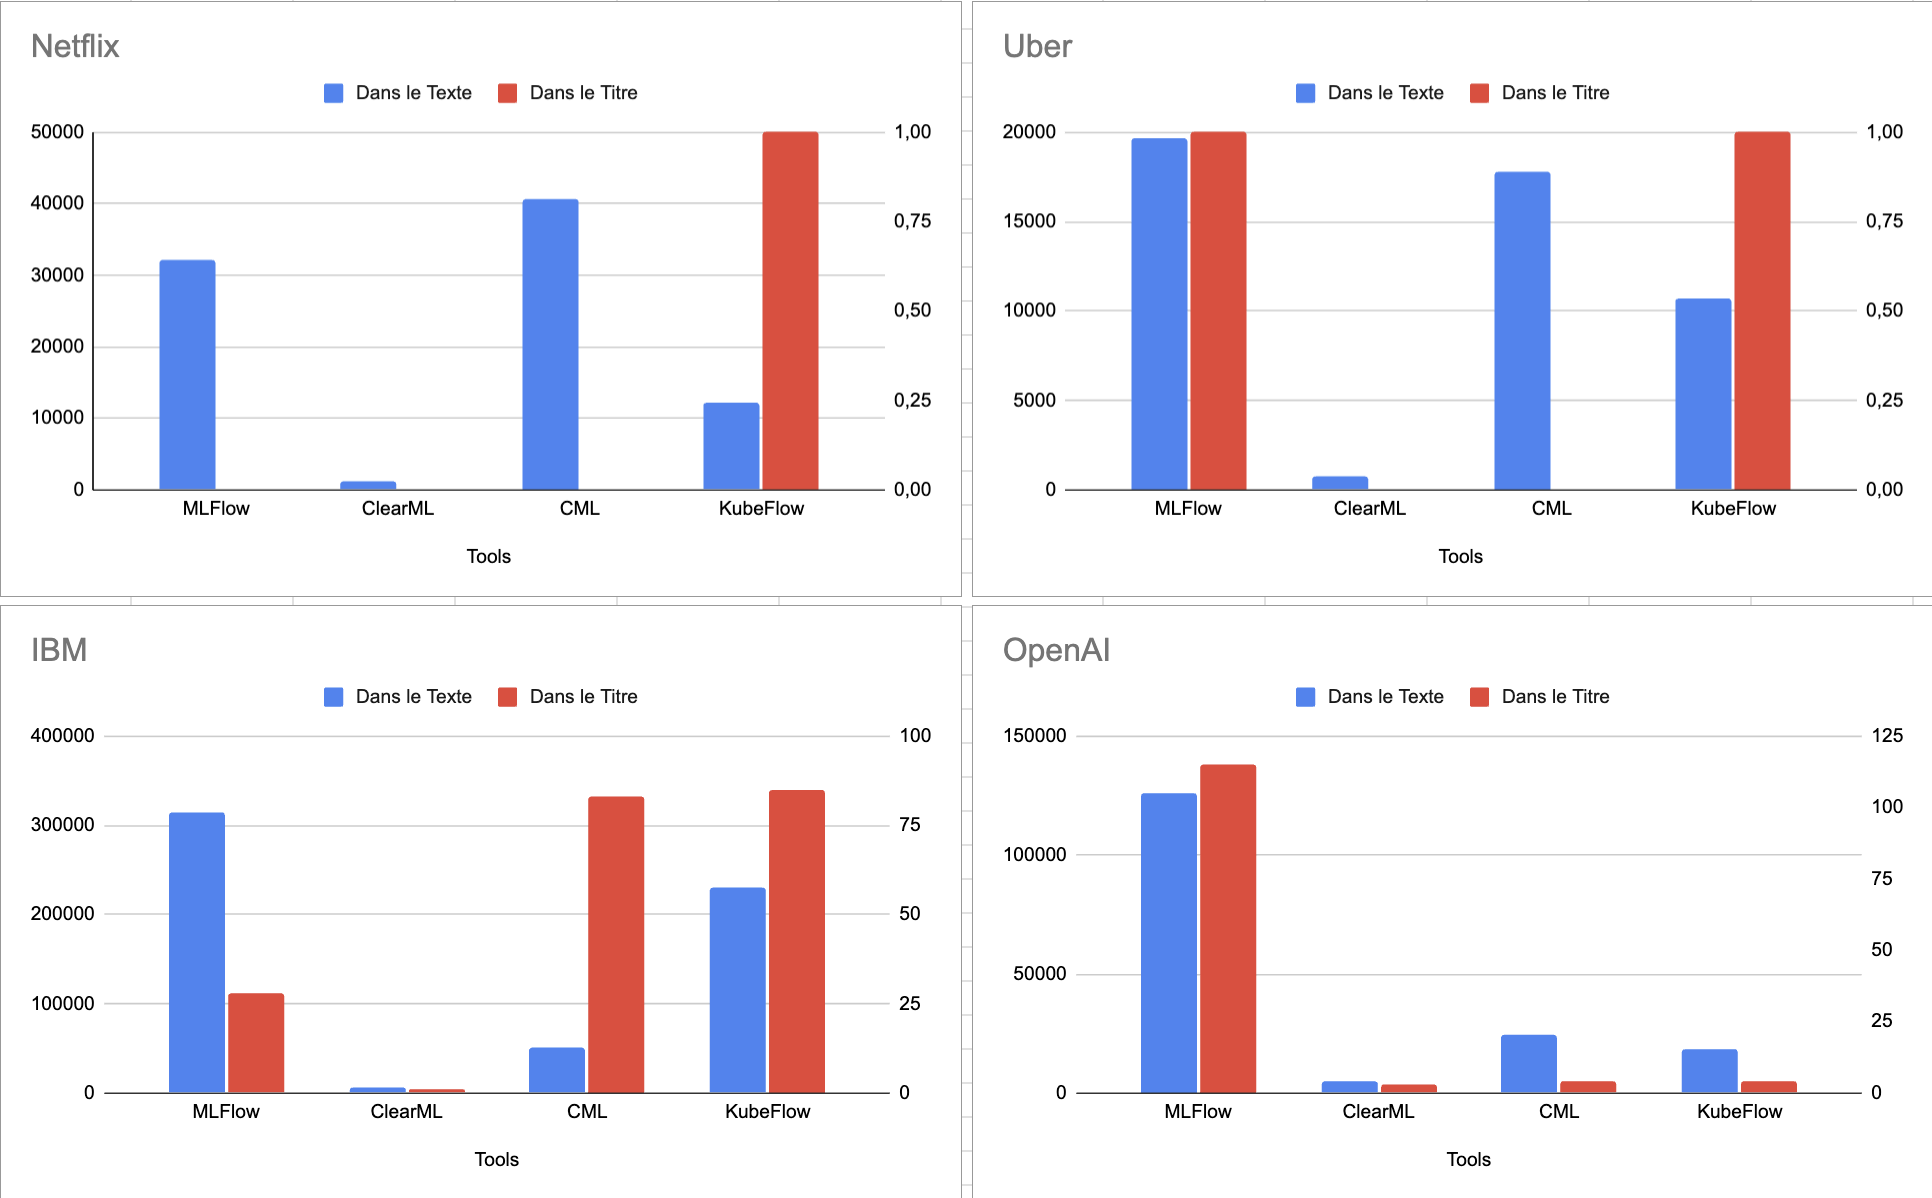 Netflix
Dans le Texte Dans le Titre
50000 1,00
40000
0,75
30000
0,50
20000
0,25
10000
0 0,00
MLFlow ClearML CML KubeFlow
Tools
Uber
Dans le Texte Dans le Titre
20000 1,00
15000 0,75
10000 0,50
5000 0,25
0 0,00
MLFlow ClearML CML KubeFlow
Tools
IBM
Dans le Texte Dans le Titre
400000 100
300000 75
200000 50
100000 25
0 0
MLFlow ClearML CML KubeFlow
Tools
OpenAI
Dans le Texte Dans le Titre
150000 125
100
100000
75
50000
50
25
0 0
MLFlow ClearML CML KubeFlow
Tools